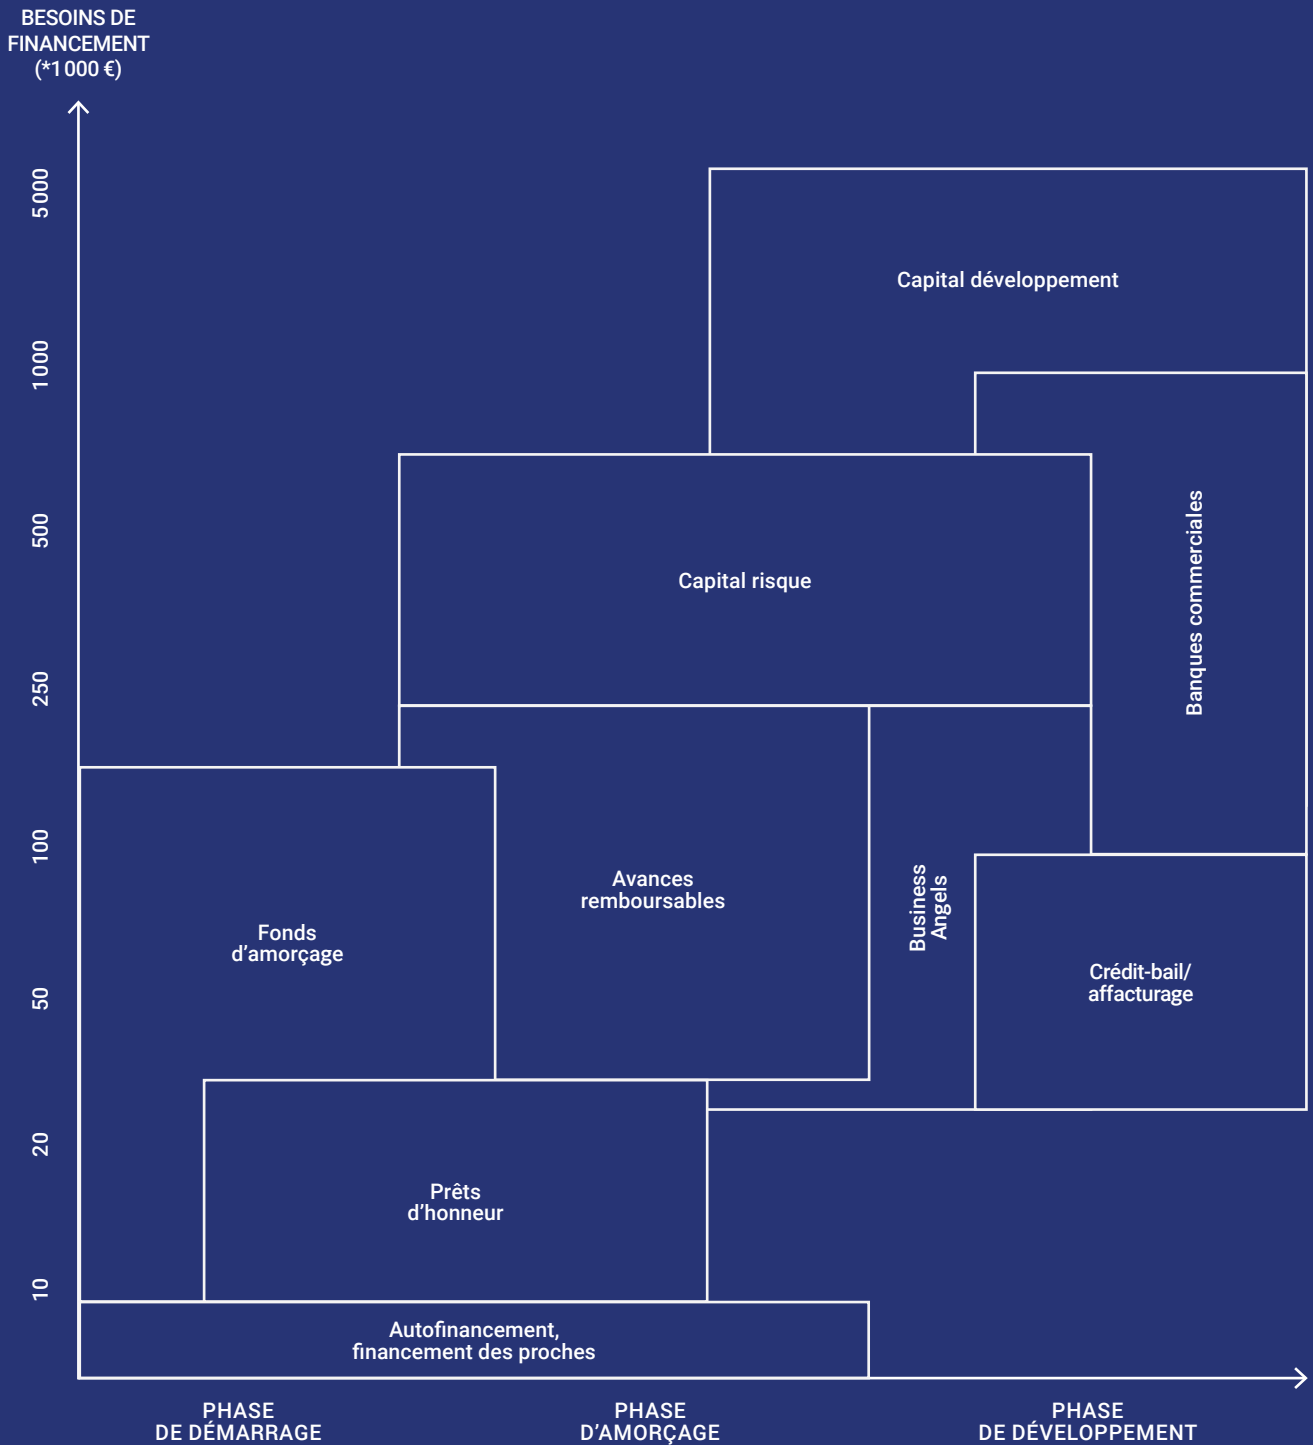 BESOINS DE
FINANCEMENT
(*1 000 €)
5 000
1 000
500
250
100
50
20
10
Capital développement
Capital risque
Banques commerciales
Avances
remboursables
Business
Angels
Fonds
d’amorçage
Crédit-bail/
affacturage
Prêts
d’honneur
Autofinancement,
financement des proches
PHASE
DE DÉMARRAGE
PHASE
D'AMORÇAGE
PHASE
DE DÉVELOPPEMENT